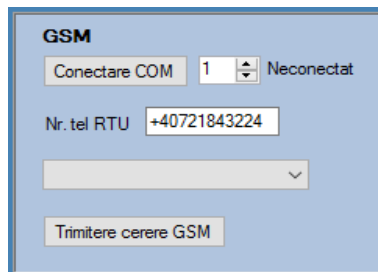 GSM
Conectare COM 1 Neconectat
Nr. tel RTU +40721843224
Trimitere cerere GSM